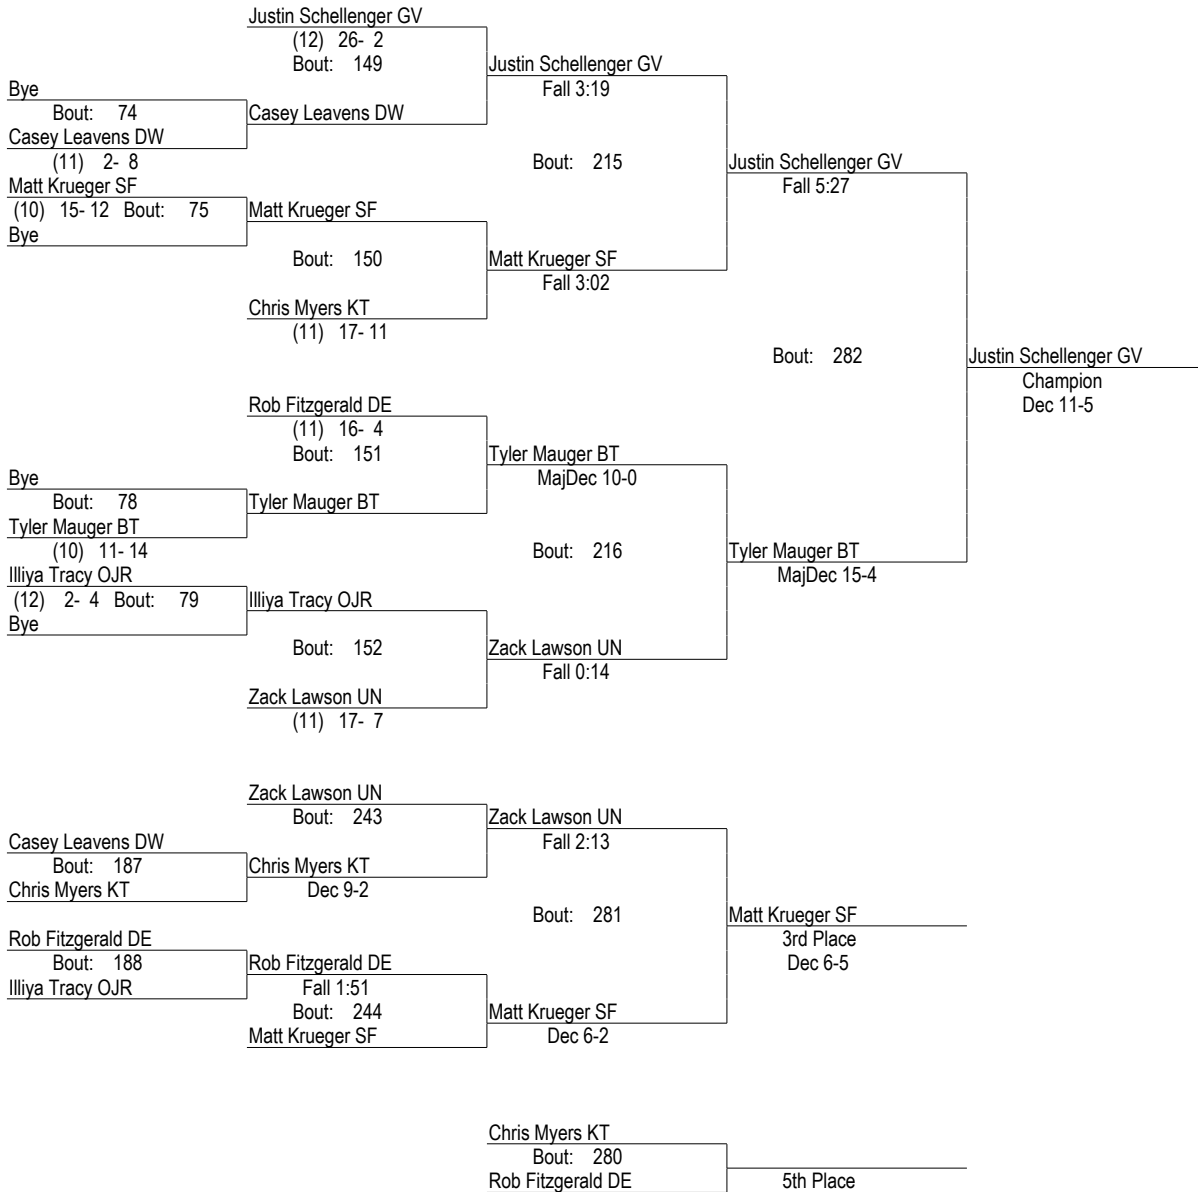 Justin Schellenger GV
(12) 26- 2
Bout: 149
Justin Schellenger GV
Fall 3:19
Bye
Bout: 74
Casey Leavens DW
Casey Leavens DW
(11) 2- 8
Bout: 215
Justin Schellenger GV
Fall 5:27
Matt Krueger SF
(10) 15- 12 Bout: 75
Matt Krueger SF
Bye
Bout: 150
Matt Krueger SF
Fall 3:02
Chris Myers KT
(11) 17- 11
Bout: 282
Justin Schellenger GV
Champion
Dec 11-5
Rob Fitzgerald DE
(11) 16- 4
Bout: 151
Tyler Mauger BT
MajDec 10-0
Bye
Bout: 78
Tyler Mauger BT
Tyler Mauger BT
(10) 11- 14
Bout: 216
Tyler Mauger BT
MajDec 15-4
Illiya Tracy OJR
(12) 2- 4 Bout: 79
Illiya Tracy OJR
Bye
Bout: 152
Zack Lawson UN
Fall 0:14
Zack Lawson UN
(11) 17- 7
Zack Lawson UN
Bout: 243
Zack Lawson UN
Fall 2:13
Casey Leavens DW
Bout: 187
Chris Myers KT
Chris Myers KT
Dec 9-2
Bout: 281
Matt Krueger SF
3rd Place
Dec 6-5
Rob Fitzgerald DE
Bout: 188
Rob Fitzgerald DE
Illiya Tracy OJR
Fall 1:51
Bout: 244
Matt Krueger SF
Matt Krueger SF
Dec 6-2
Chris Myers KT
Bout: 280
Rob Fitzgerald DE
5th Place